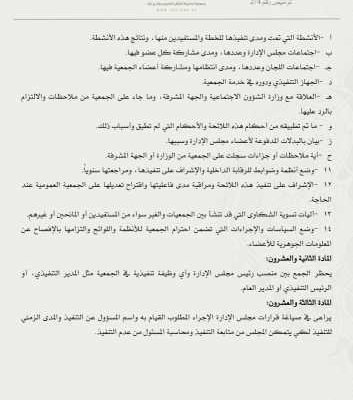 ترخيص رقم
أ -الأنشطة التي تمت ومدى تنفيذها للخطة والمستفيدين منها، ونتائج هذه الأنشطة.
ب -اجتماعات مجلس الإدارة وعددها، ومدى مشاركة كل عضو فيها.
جـ -اجتماعات اللجان وعددها، ومدى انتظامها ومشاركة أعضاء الجمعية فيها.
د -الجهاز التنفيذي ودوره في خدمة الجمعية.
هـ -العلاقة مع وزارة الشؤون الاجتماعية والجهة المشرفة، وما جاء على الجمعية من ملاحظات والالتزام
بالرد عليها.
و - ما تم تطبيقه من أحكام هذه اللائحة والأحكام التي لم تطبق وأسباب ذلك.
ز -بيان بالبدلات المدفوعة لأعضاء مجلس الإدارة وسببها.
ح -أية ملاحظات أو جزاءات سجلت على الجمعية من الوزارة أو الجهة المشرفة.
١١ -وضع أنظمة وضوابط للرقابة الداخلية والإشراف على تنفيذها، ومراجعتها سنوياً.
١٢ -الإشراف على تنفيذ هذه اللائحة ومراقبة مدى فاعليتها واقتراح تعديلها على الجمعية العمومية عند
الحاجة.
١٣ -آليات تسوية الشكاوى التي قد تنشأ بين الجمعيات والغير سواء من المستفيدين أو المانحين أو غيرهم.
١٤ -وضع السياسات والإجراءات التي تضمن احترام الجمعية للأنظمة واللوائح والتزامها بالإفصاح عن
المعلومات الجوهرية للأعضاء.
المادة الثانية والعشرون:
يحظر الجمع بين منصب رئيس مجلس الإدارة وأي وظيفة تنفيذية في الجمعية مثل المدير التنفيذي، أو
الرئيس التنفيذي أو المدير العام.
المادة الثالثة والعشرون:
يراعى في صياغة قرارات مجلس الإدارة الإجراء المطلوب القيام به واسم المسؤول عن التنفيذ والمدى الزمني
للتنفيذ لكي يتمكن المجلس من متابعة التنفيذ ومحاسبة المسئول من عدم التنفيذ.